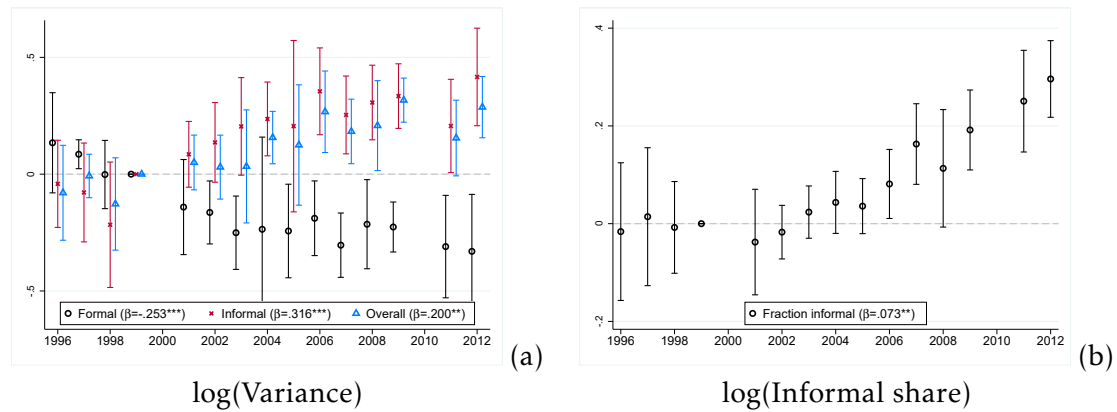 .5
0
-.5
Formal (β=-.253***) Informal (β=.316***) Overall (β=.200**)
1996 1998 2000 2002 2004 2006 2008 2010 2012
(a)
log(Variance)
.4
.2
0
-.2
Fraction informal (β=.073**)
1996 1998 2000 2002 2004 2006 2008 2010 2012
(b)
log(Informal share)